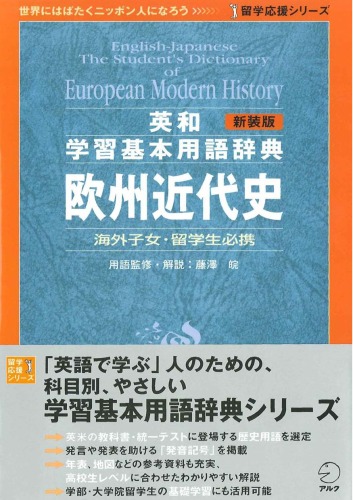 世界にはばたくニッポン人になろう >>>>>
留学応援シリーズ
English-Japanese
The Student's Dictionary
of
European Modern History
英和
新装版
学習基本用語辞典
欧州近代史
海外子女・留学生必携
用語監修・解説：藤澤 皖
留学応援シリーズ
「英語で学ぶ」人のための、
科目別、やさしい
学習基本用語辞典シリーズ
英米の教科書・統一テストに登場する歴史用語を選定
発言や発表を助ける「発音記号」を掲載
年表、地図などの参考資料も充実、
高校生レベルに合わせたわかりやすい解説
学部・大学院留学生の基礎学習にも活用可能
アルク